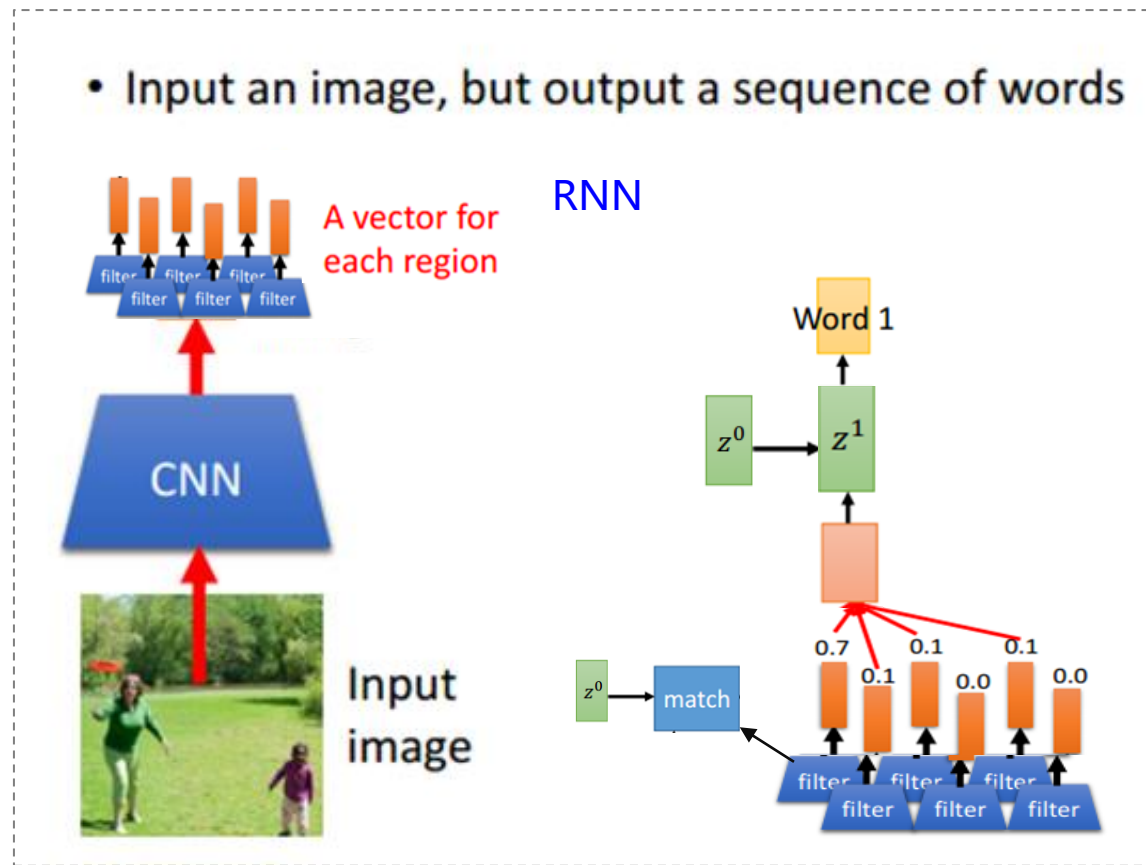 • Input an image, but output a sequence of words
RNN
A vector for
each region
filter filter filter
filter filter filter
CNN
Input
image
Word 1
z⁰
z¹
0.7 0.1 0.1
0.1 0.0 0.0
z⁰
match
filter filter filter
filter filter filter